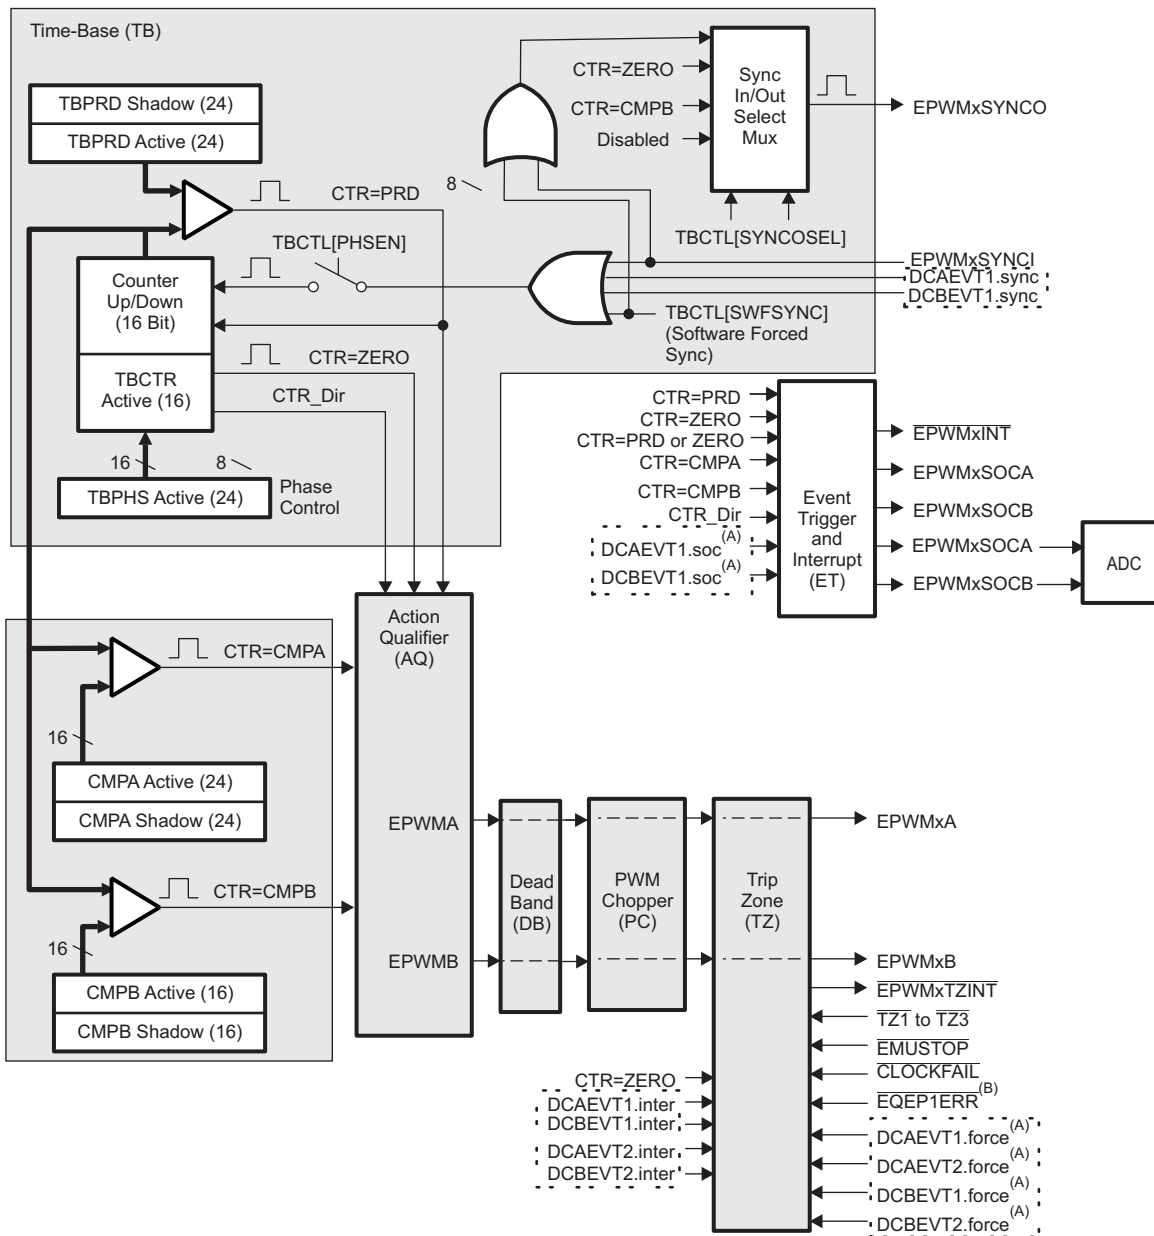 Time-Base (TB)
TBPRD Shadow (24)
TBPRD Active (24)
CTR=PRD
8
CTR=ZERO
CTR=CMPB
Disabled
Sync
In/Out
Select
Mux
EPWMxSYNCO
TBCTL[SYNCOSEL]
TBCTL[PHSEN]
EPWMxSYNCI
DCAEVT1.sync
DCBEVT1.sync
TBCTL[SWFSYNC]
(Software Forced
Sync)
Counter
Up/Down
(16 Bit)
TBCTR
Active (16)
CTR=ZERO
CTR_Dir
16
8
TBPHS Active (24)
Phase
Control
CTR=PRD
CTR=ZERO
CTR=PRD or ZERO
CTR=CMPA
CTR=CMPB
CTR_Dir
DCAEVT1.soc(A)
DCBEVT1.soc(A)
Event
Trigger
and
Interrupt
(ET)
EPWMxINT
EPWMxSOCA
EPWMxSOCB
EPWMxSOCA
EPWMxSOCB
ADC
Action
Qualifier
(AQ)
CTR=CMPA
16
CMPA Active (24)
CMPA Shadow (24)
CTR=CMPB
16
CMPB Active (16)
CMPB Shadow (16)
EPWMA
EPWMB
Dead
Band
(DB)
PWM
Chopper
(PC)
Trip
Zone
(TZ)
EPWMxA
EPWMxB
EPWMxTZINT
TZ1 to TZ3
EMUSTOP
CLOCKFAIL
EQEP1ERR(B)
DCAEVT1.force(A)
DCAEVT2.force(A)
DCBEVT1.force(A)
DCBEVT2.force(A)
CTR=ZERO
DCAEVT1.inter
DCBEVT1.inter
DCAEVT2.inter
DCBEVT2.inter